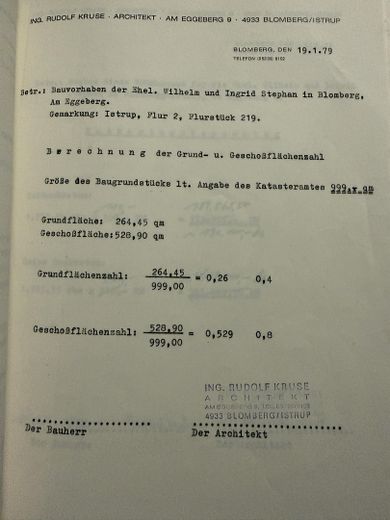 ING. RUDOLF KRUSE · ARCHITEKT · AM EGGEBERG 9 · 4933 BLOMBERG/ISTRUP
BLOMBERG, DEN 19.1.79
TELEFON
Betr.: Bauvorhaben der Ehel. Wilhelm und Ingrid Stephan in Blomberg,
Am Eggeberg.
Gemarkung: Istrup, Flur 2, Flurstück 219.
Berechnung der Grund- u. Geschoßflächenzahl
Größe des Baugrundstücks lt. Angabe des Katasteramtes 999,x qm
Grundfläche: 264,45 qm
Geschoßfläche:528,90 qm
Grundflächenzahl: 264,45 = 0,26 0,4
999,00
Geschoßflächenzahl: 528,90 = 0,529 0,8
999,00
ING. RUDOLF KRUSE
ARCHITEKT
4933 BLOMBERG/ISTRUP
Der Bauherr
Der Architekt